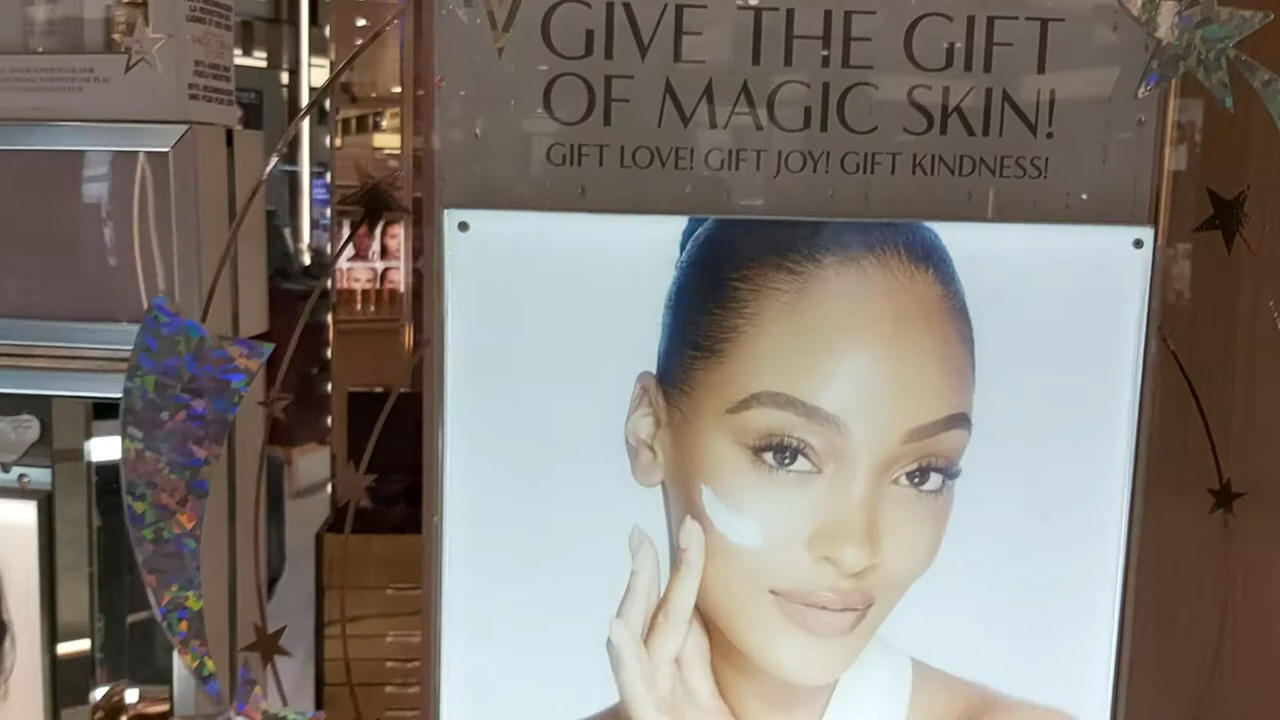 GIVE THE GIFT
OF MAGIC SKIN!
GIFT LOVE! GIFT JOY! GIFT KINDNESS!